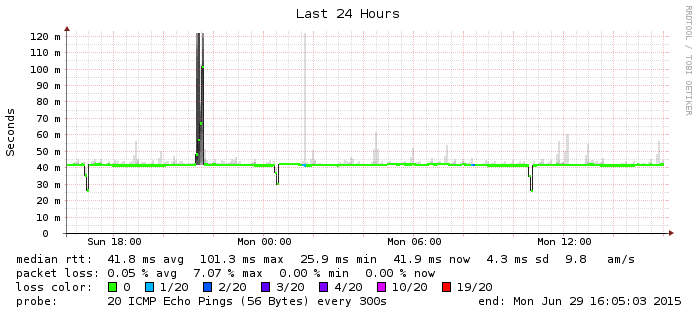 Last 24 Hours
RRDTOOL / TOBI OETIKER
Seconds
120 m
110 m
100 m
90 m
80 m
70 m
60 m
50 m
40 m
30 m
20 m
10 m
0
Sun 18:00 Mon 00:00 Mon 06:00 Mon 12:00
median rtt: 41.8 ms avg 101.3 ms max 25.9 ms min 41.9 ms now 4.3 ms sd 9.8 am/s
packet loss: 0.05 % avg 7.07 % max 0.00 % min 0.00 % now
loss color: 0 1/20 2/20 3/20 4/20 10/20 19/20
probe: 20 ICMP Echo Pings (56 Bytes) every 300s end: Mon Jun 29 16:05:03 2015